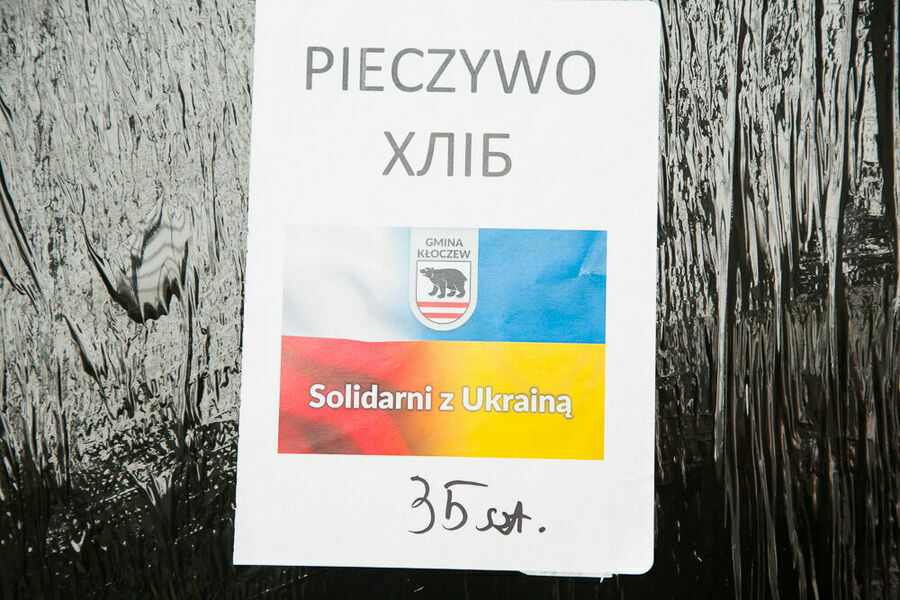 PIECZYWO
ХЛІБ
GMINA
KŁOCZEW
Solidarni z Ukrainą
35 szt.